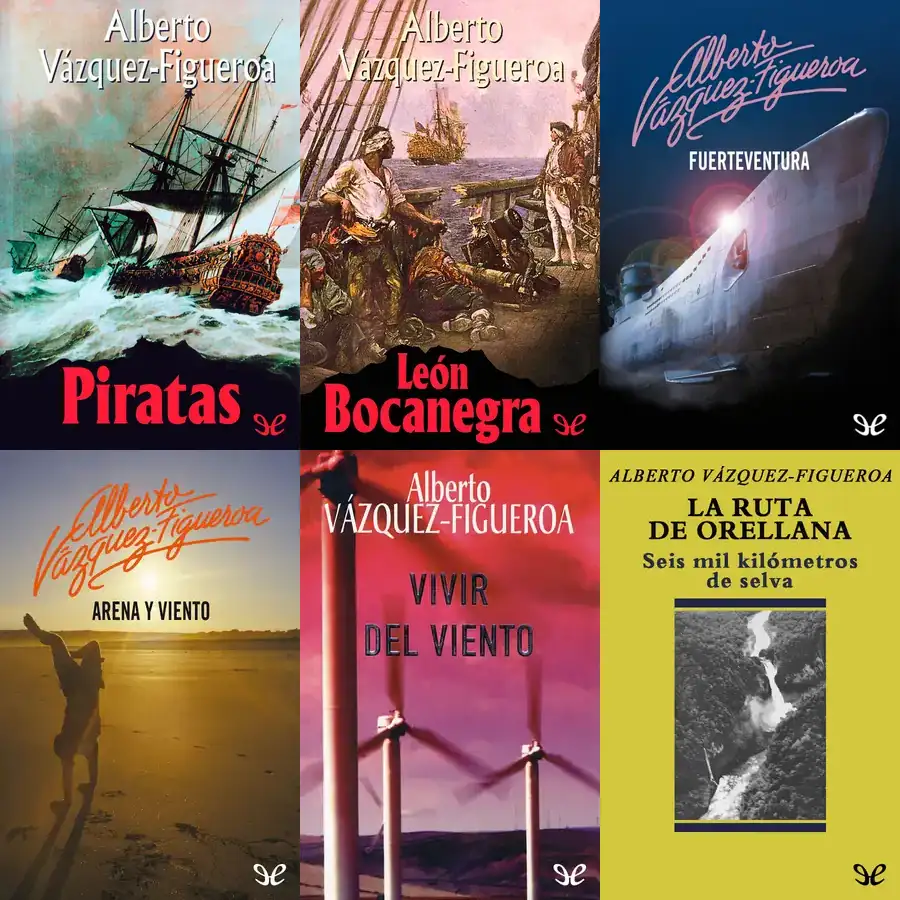 Alberto
Vázquez-Figueroa
Piratas
Alberto
Vázquez-Figueroa
León
Bocanegra
Alberto
Vázquez-Figueroa
FUERTEVENTURA
Alberto
Vázquez-Figueroa
ARENA Y VIENTO
Alberto
VÁZQUEZ-FIGUEROA
VIVIR
DEL VIENTO
ALBERTO VÁZQUEZ-FIGUEROA
LA RUTA
DE ORELLANA
Seis mil kilómetros
de selva